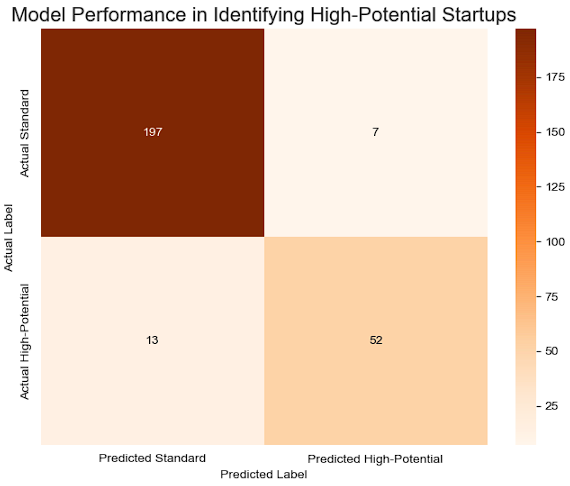 Model Performance in Identifying High-Potential Startups
Actual Label
Actual Standard
197
7
Actual High-Potential
13
52
Predicted Standard
Predicted High-Potential
Predicted Label
175
150
125
100
75
50
25